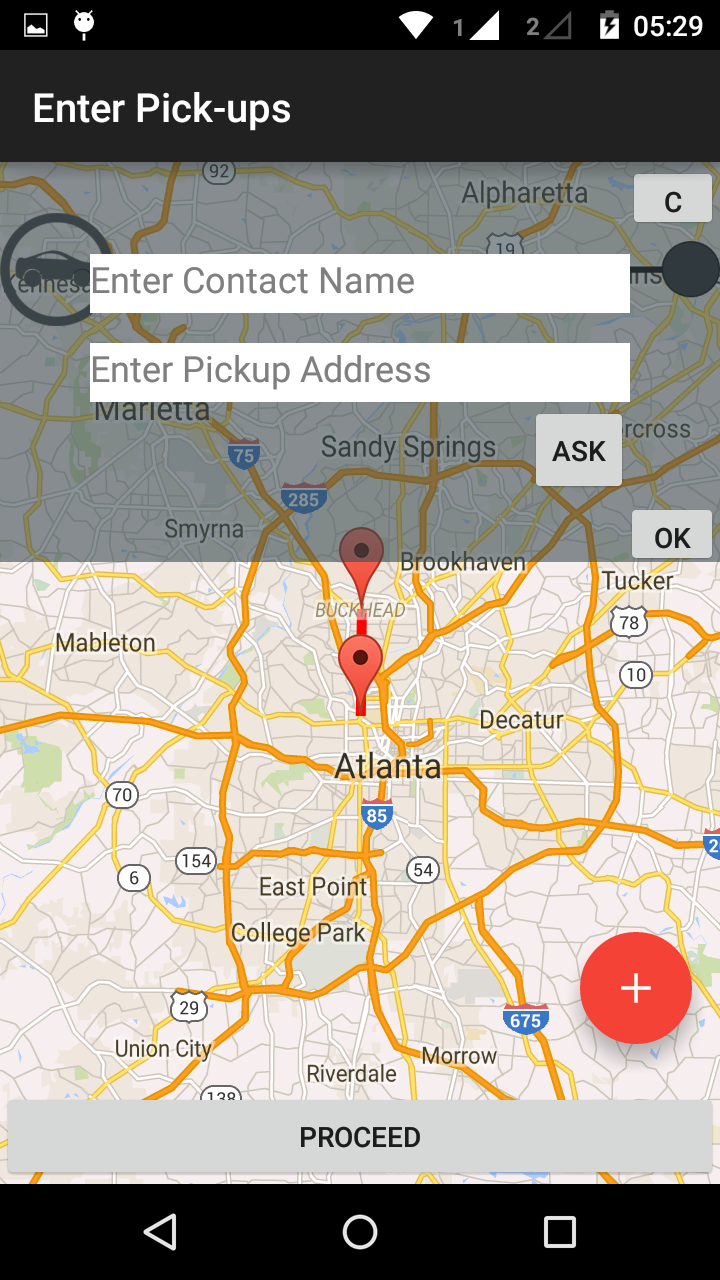 1 2 05:29
Enter Pick-ups
92
Alpharetta
C
19
Enter Contact Name
Enter Pickup Address
Marietta
ASK
75
Sandy Springs
285
Smyrna
OK
Brookhaven
Tucker
BUCKHEAD
78
Mableton
10
Decatur
Atlanta
70
85
154
54
6
East Point
College Park
+
29
675
Union City
Morrow
Riverdale
138
PROCEED